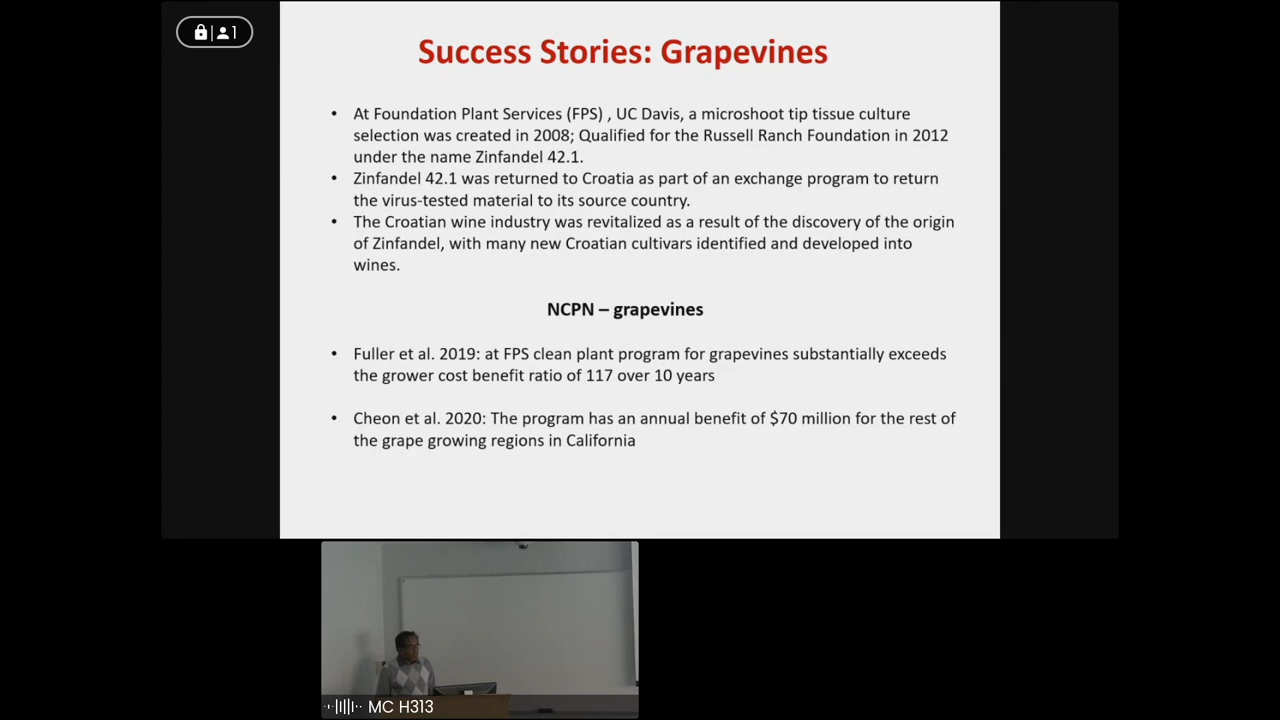 1
Success Stories: Grapevines
• At Foundation Plant Services (FPS) , UC Davis, a microshoot tip tissue culture
selection was created in 2008; Qualified for the Russell Ranch Foundation in 2012
under the name Zinfandel 42.1.
• Zinfandel 42.1 was returned to Croatia as part of an exchange program to return
the virus-tested material to its source country.
• The Croatian wine industry was revitalized as a result of the discovery of the origin
of Zinfandel, with many new Croatian cultivars identified and developed into
wines.
NCPN – grapevines
• Fuller et al. 2019: at FPS clean plant program for grapevines substantially exceeds
the grower cost benefit ratio of 117 over 10 years
• Cheon et al. 2020: The program has an annual benefit of $70 million for the rest of
the grape growing regions in California
MC H313